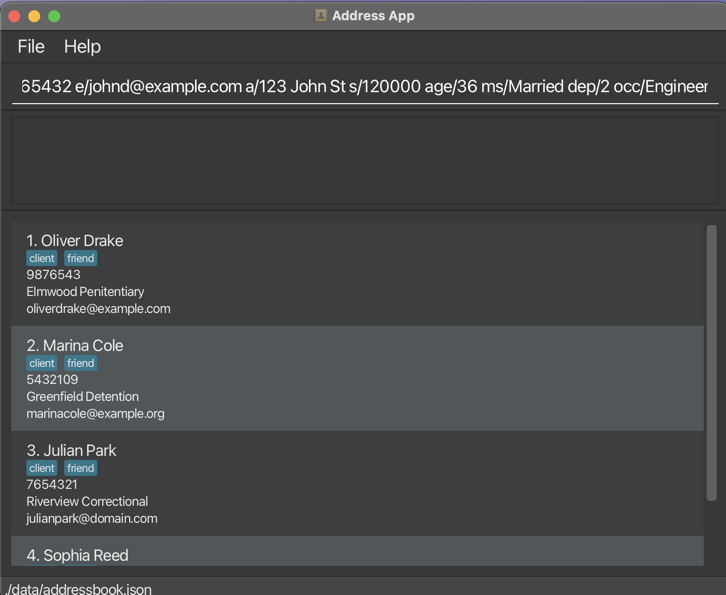 Address App
File Help
65432 e/johnd@example.com a/123 John St s/120000 age/36 ms/Married dep/2 occ/Engineer
1. Oliver Drake
client friend
9876543
Elmwood Penitentiary
oliverdrake@example.com
2. Marina Cole
client friend
5432109
Greenfield Detention
marinacole@example.org
3. Julian Park
client friend
7654321
Riverview Correctional
julianpark@domain.com
4. Sophia Reed
./data/addressbook.json